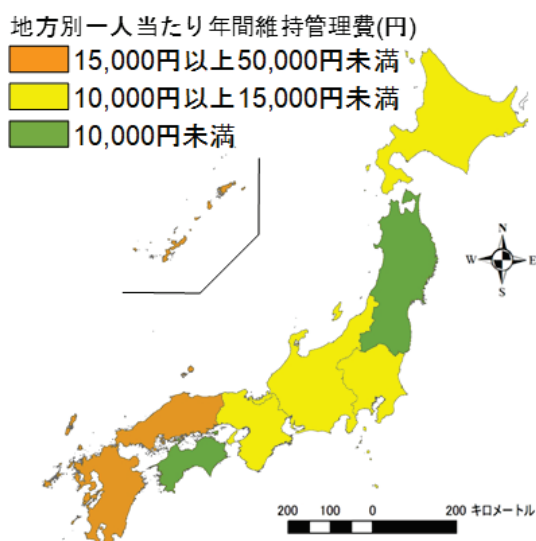 地方別一人当たり年間維持管理費(円)
15,000円以上50,000円未満
10,000円以上15,000円未満
10,000円未満
N
W E
S
200 100 0 200 キロメートル